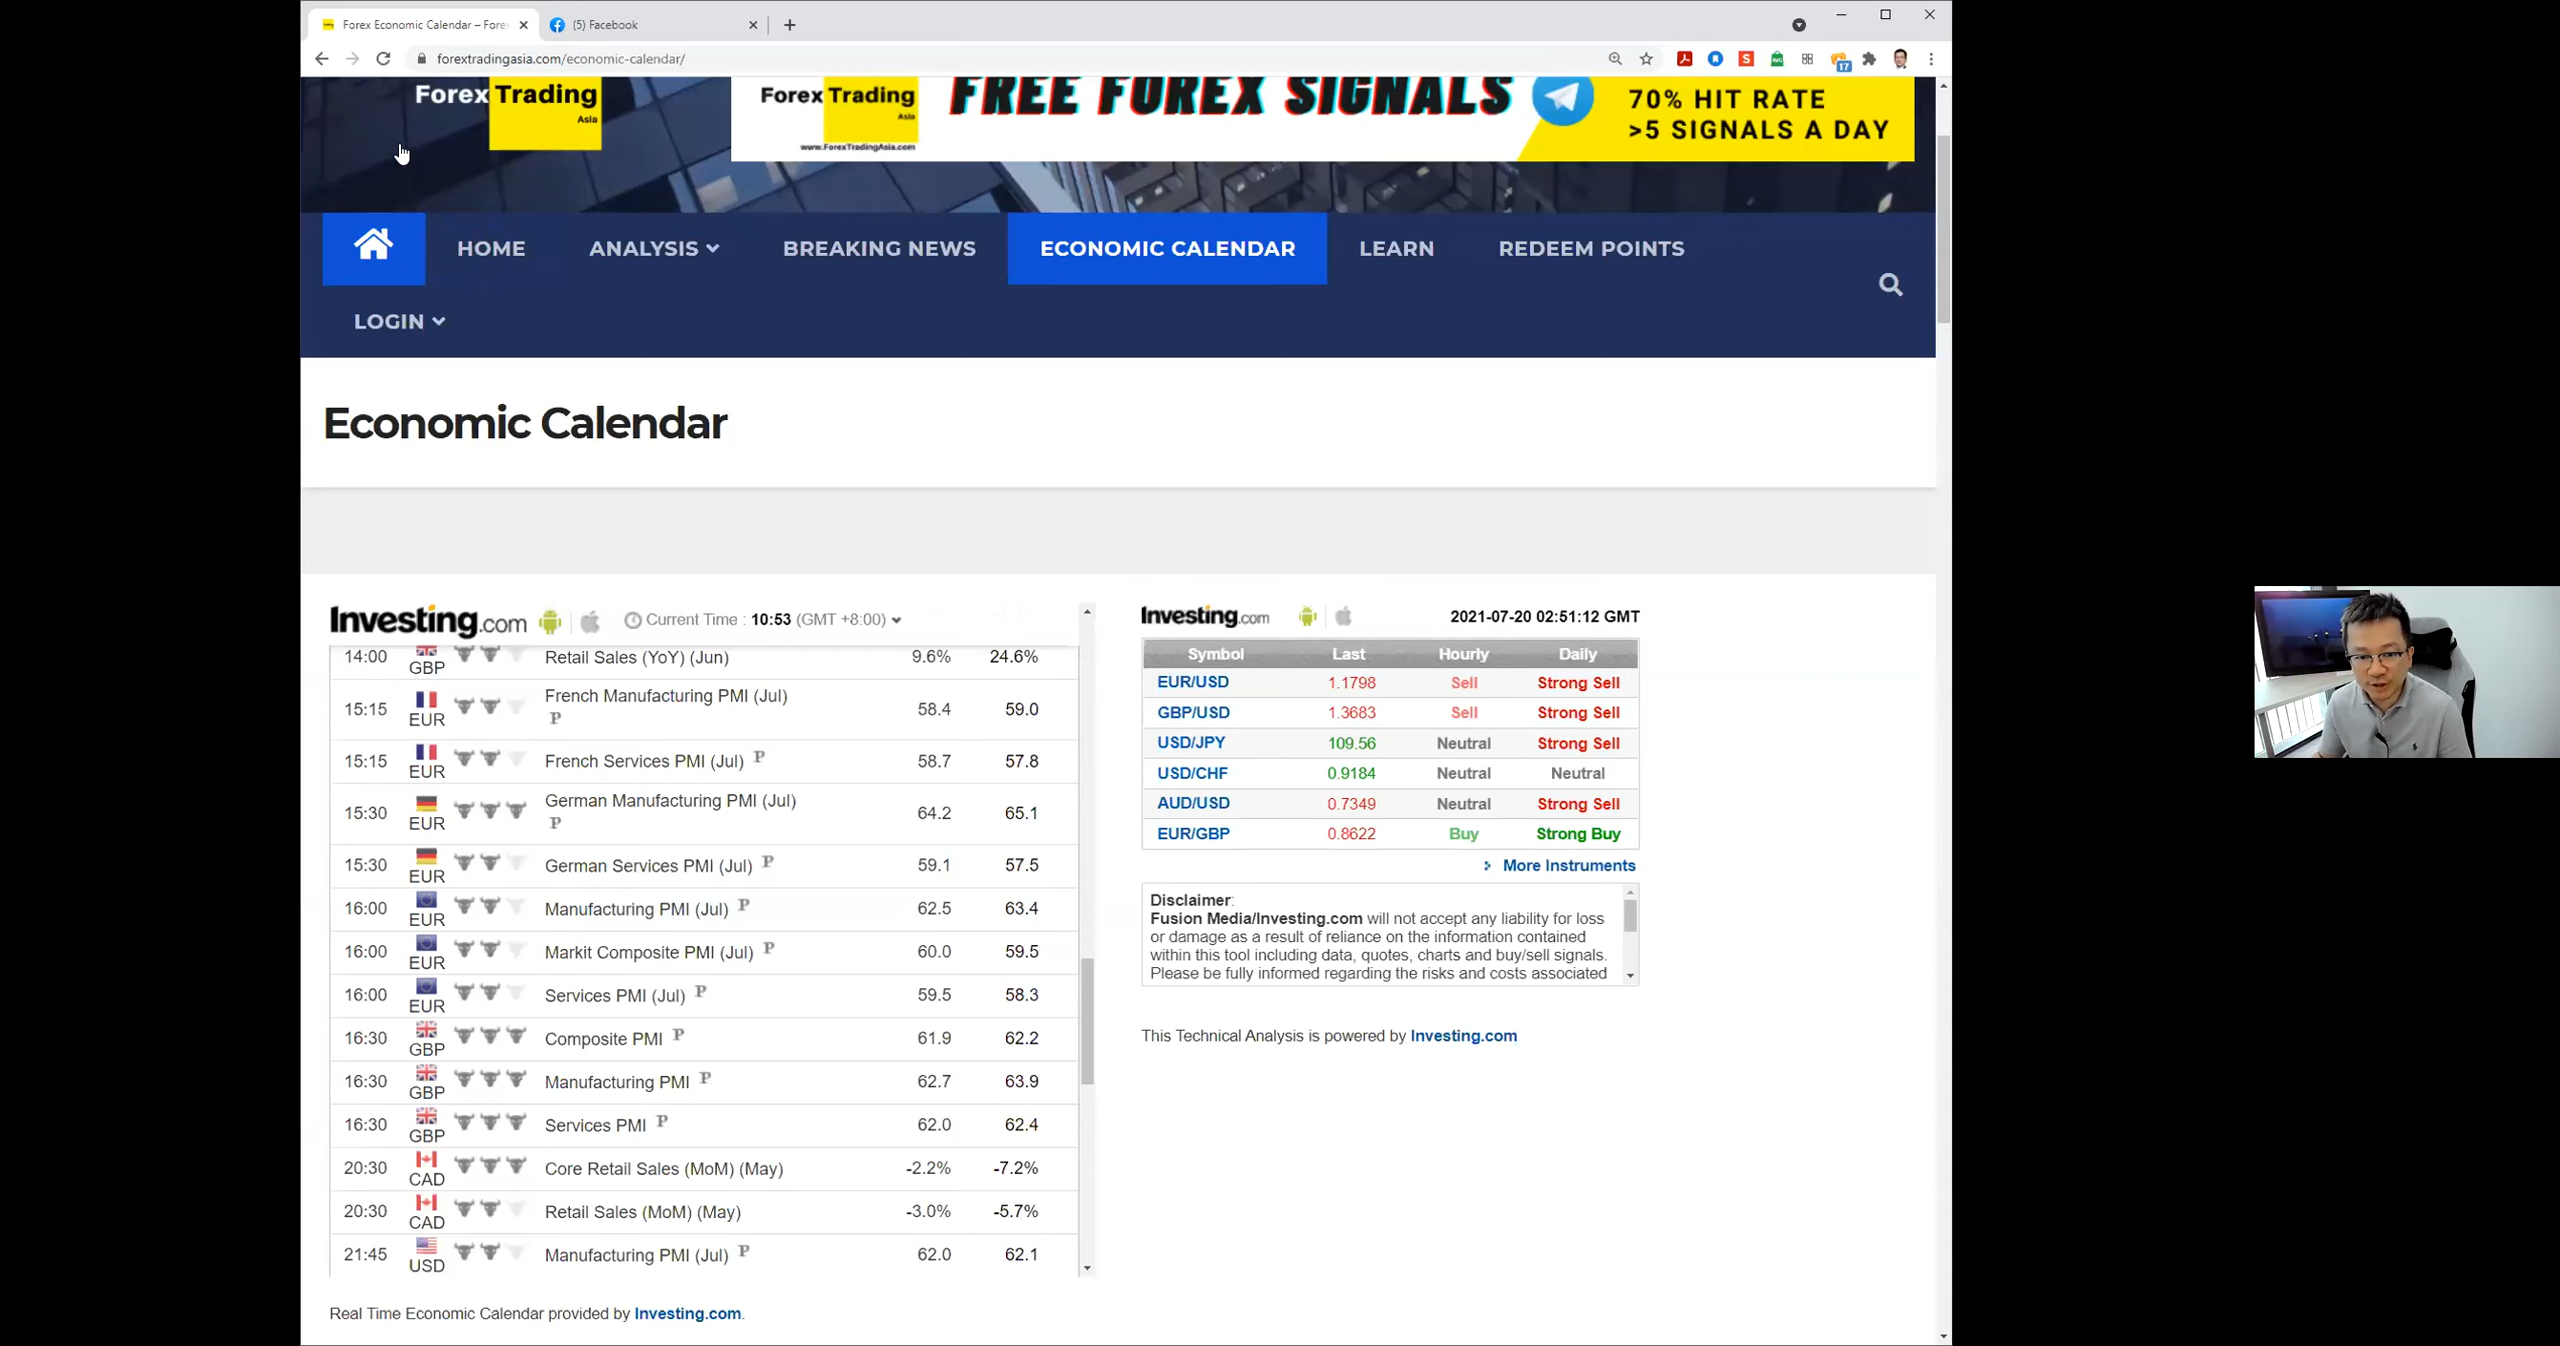 Forex Economic Calendar – Fore
(5) Facebook
forextradingasia.com/economic-calendar/
17
Forex Trading
Asia
Forex Trading
Asia
www.ForexTradingAsia.com
FREE FOREX SIGNALS
70% HIT RATE
>5 SIGNALS A DAY
HOME ANALYSIS BREAKING NEWS ECONOMIC CALENDAR LEARN REDEEM POINTS
LOGIN
Economic Calendar
Investing.com Current Time : 10:53 (GMT +8:00)
14:00 GBP Retail Sales (YoY) (Jun) 9.6% 24.6%
15:15 EUR French Manufacturing PMI (Jul) P 58.4 59.0
15:15 EUR French Services PMI (Jul) P 58.7 57.8
15:30 EUR German Manufacturing PMI (Jul) P 64.2 65.1
15:30 EUR German Services PMI (Jul) P 59.1 57.5
16:00 EUR Manufacturing PMI (Jul) P 62.5 63.4
16:00 EUR Markit Composite PMI (Jul) P 60.0 59.5
16:00 EUR Services PMI (Jul) P 59.5 58.3
16:30 GBP Composite PMI P 61.9 62.2
16:30 GBP Manufacturing PMI P 62.7 63.9
16:30 GBP Services PMI P 62.0 62.4
20:30 CAD Core Retail Sales (MoM) (May) -2.2% -7.2%
20:30 CAD Retail Sales (MoM) (May) -3.0% -5.7%
21:45 USD Manufacturing PMI (Jul) P 62.0 62.1
Real Time Economic Calendar provided by Investing.com.
Investing.com 2021-07-20 02:51:12 GMT
Symbol Last Hourly Daily
EUR/USD 1.1798 Sell Strong Sell
GBP/USD 1.3683 Sell Strong Sell
USD/JPY 109.56 Neutral Strong Sell
USD/CHF 0.9184 Neutral Neutral
AUD/USD 0.7349 Neutral Strong Sell
EUR/GBP 0.8622 Buy Strong Buy
More Instruments
Disclaimer:
Fusion Media/Investing.com will not accept any liability for loss
or damage as a result of reliance on the information contained
within this tool including data, quotes, charts and buy/sell signals.
Please be fully informed regarding the risks and costs associated
This Technical Analysis is powered by Investing.com